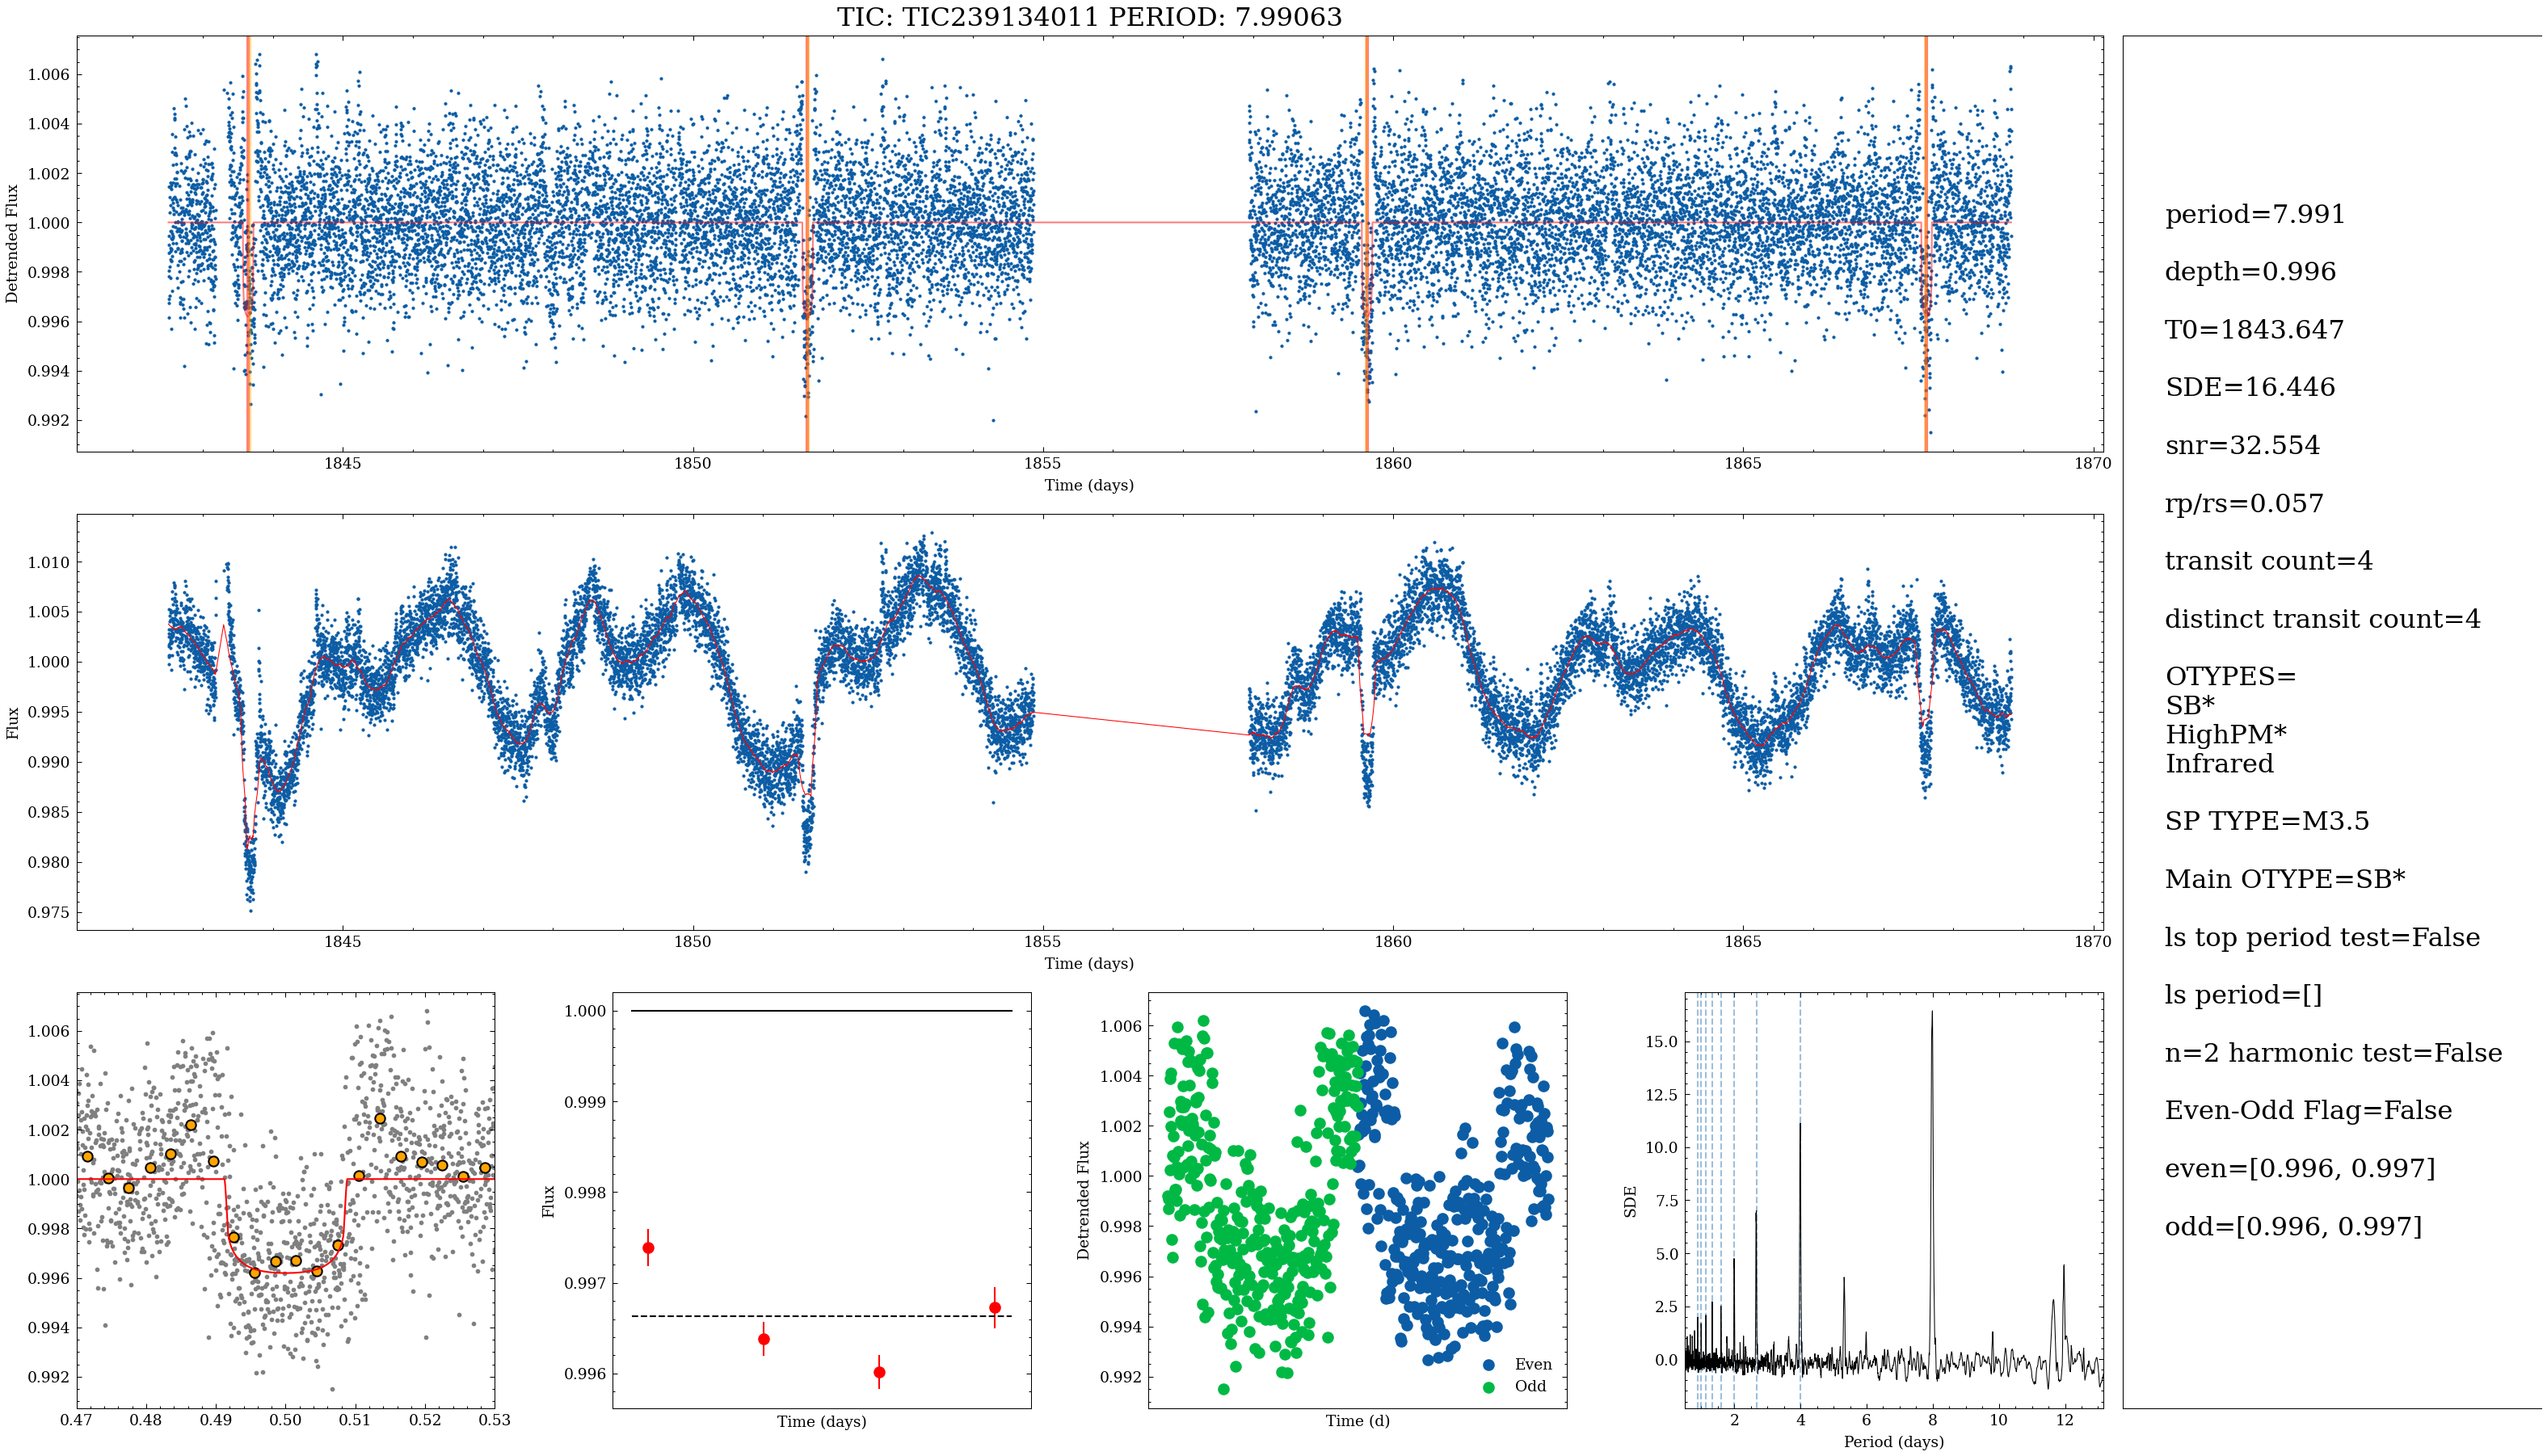 TIC: TIC239134011 PERIOD: 7.99063
1.006
1.004
1.002
1.000
0.998
0.996
0.994
0.992
Detrended Flux
1845
1850
1855
1860
1865
1870
Time (days)
1.010
1.005
1.000
0.995
0.990
0.985
0.980
0.975
Flux
1845
1850
1855
1860
1865
1870
Time (days)
1.006
1.004
1.002
1.000
0.998
0.996
0.994
0.992
0.47
0.48
0.49
0.50
0.51
0.52
0.53
1.000
0.999
0.998
0.997
0.996
Flux
Time (days)
1.006
1.004
1.002
1.000
0.998
0.996
0.994
0.992
Detrended Flux
Even
Odd
Time (d)
15.0
12.5
10.0
7.5
5.0
2.5
0.0
SDE
2
4
6
8
10
12
Period (days)
period=7.991
depth=0.996
T0=1843.647
SDE=16.446
snr=32.554
rp/rs=0.057
transit count=4
distinct transit count=4
OTYPES=
SB*
HighPM*
Infrared
SP TYPE=M3.5
Main OTYPE=SB*
ls top period test=False
ls period=[]
n=2 harmonic test=False
Even-Odd Flag=False
even=[0.996, 0.997]
odd=[0.996, 0.997]